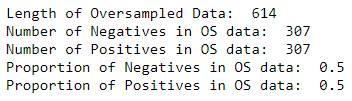 Length of Oversampled Data:  614
Number of Negatives in OS data:  307
Number of Positives in OS data:  307
Proportion of Negatives in OS data:  0.5
Proportion of Positives in OS data:  0.5